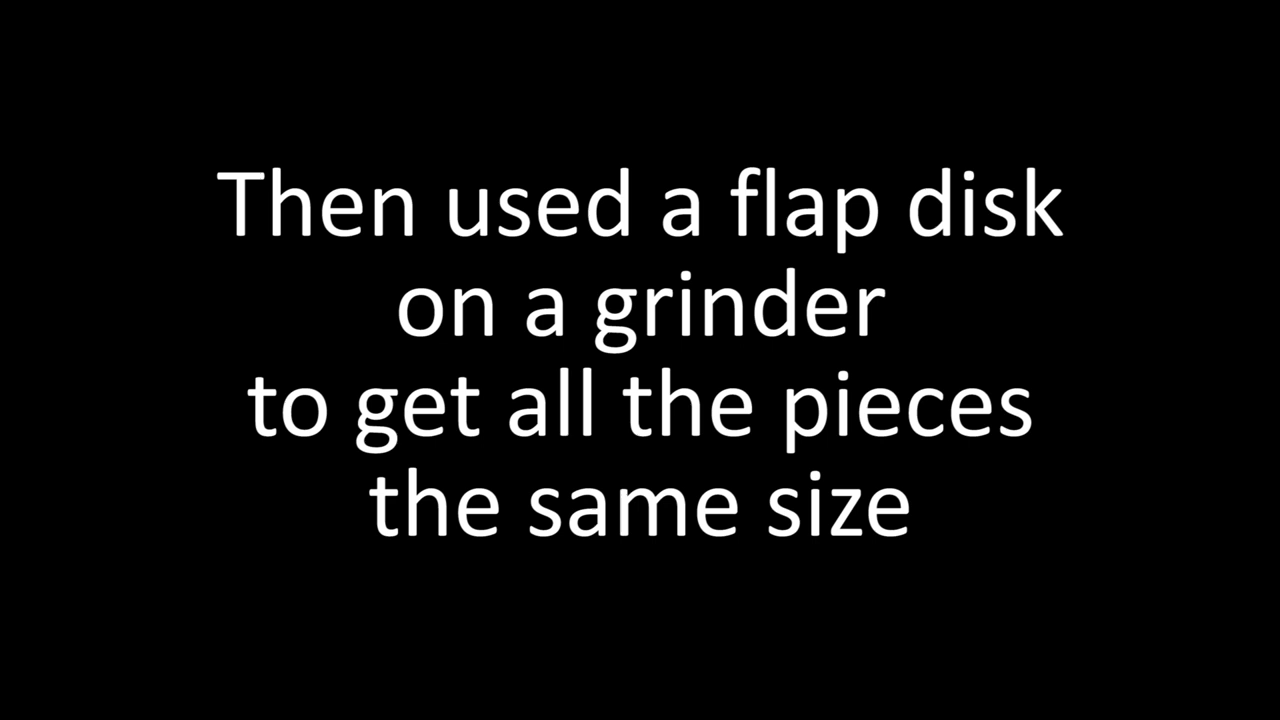 Then used a flap disk
on a grinder
to get all the pieces
the same size